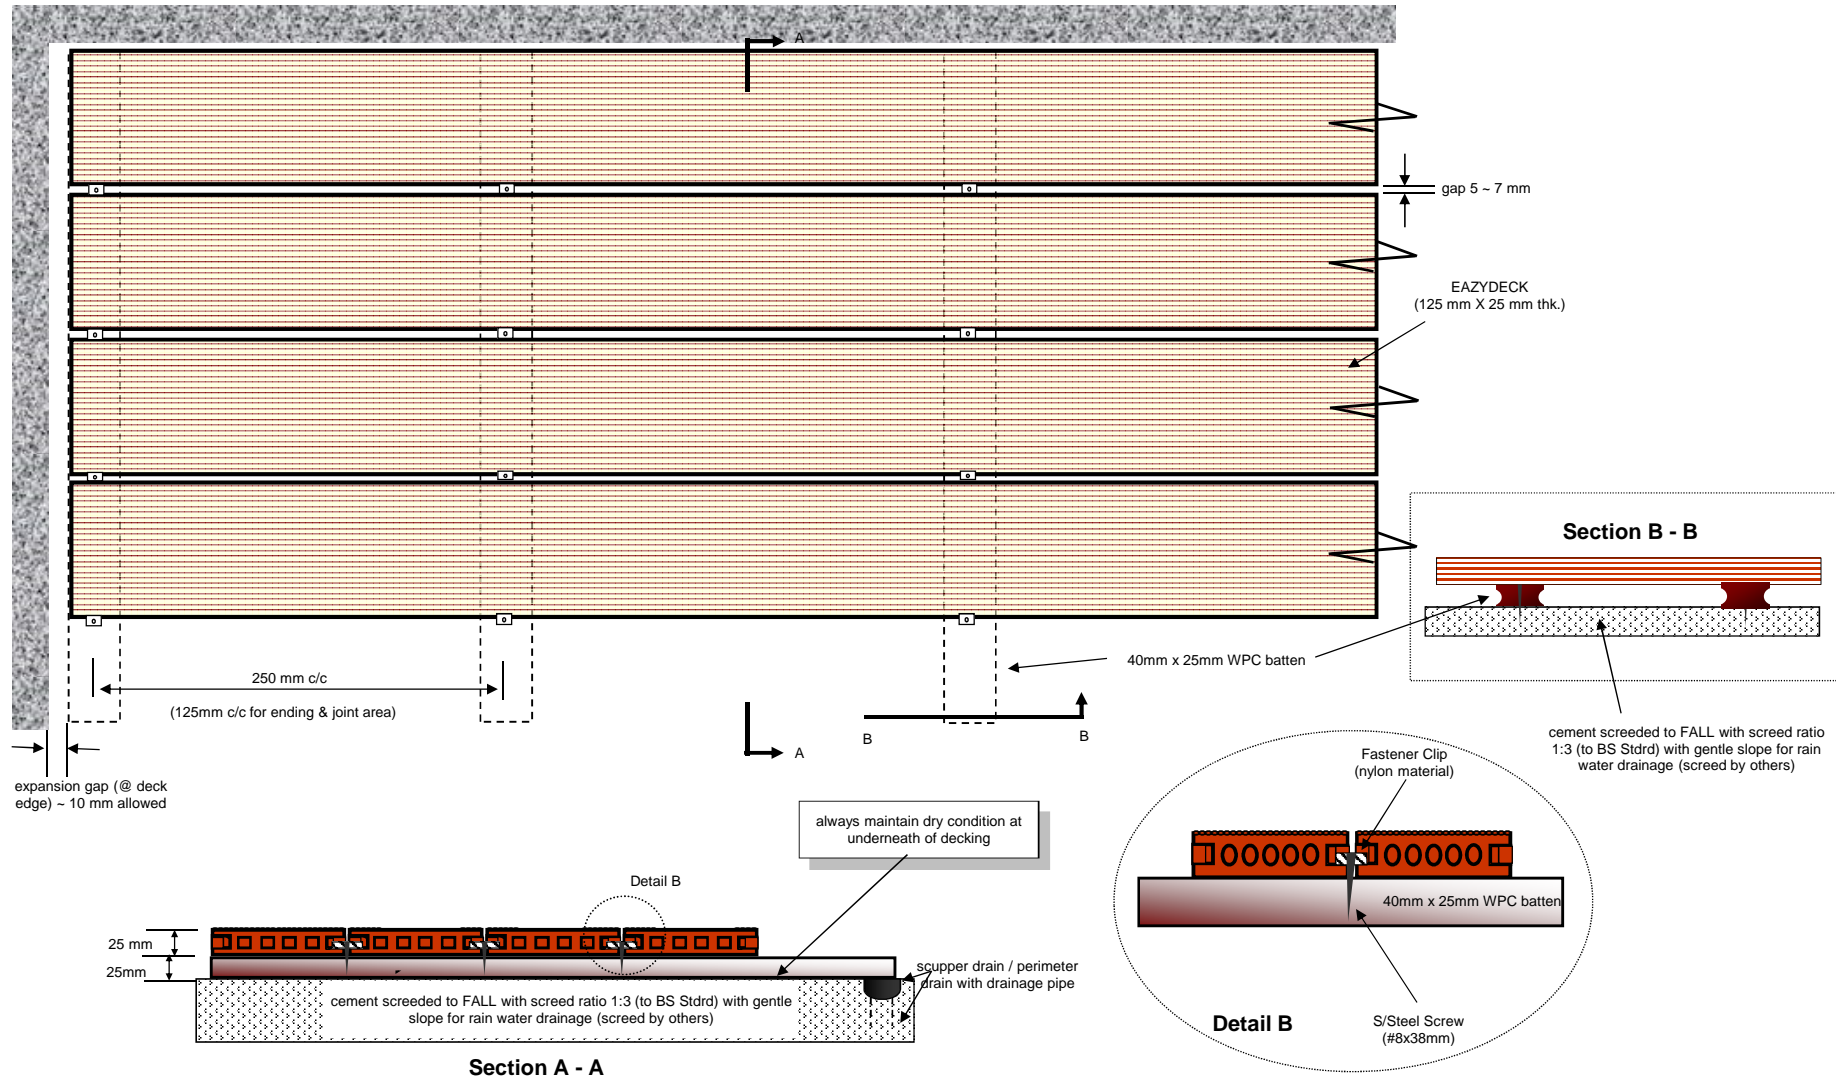 A
gap 5 ~ 7 mm
EAZYDECK
(125 mm X 25 mm thk.)
Section B - B
40mm x 25mm WPC batten
250 mm c/c
(125mm c/c for ending & joint area)
B
B
A
cement screeded to FALL with screed ratio
1:3 (to BS Stdrd) with gentle slope for rain
water drainage (screed by others)
expansion gap (@ deck
edge) ~ 10 mm allowed
Fastener Clip
(nylon material)
always maintain dry condition at
underneath of decking
Detail B
40mm x 25mm WPC batten
25 mm
25mm
scupper drain / perimeter
drain with drainage pipe
cement screeded to FALL with screed ratio 1:3 (to BS Stdrd) with gentle
slope for rain water drainage (screed by others)
Detail B
S/Steel Screw
(#8x38mm)
Section A - A